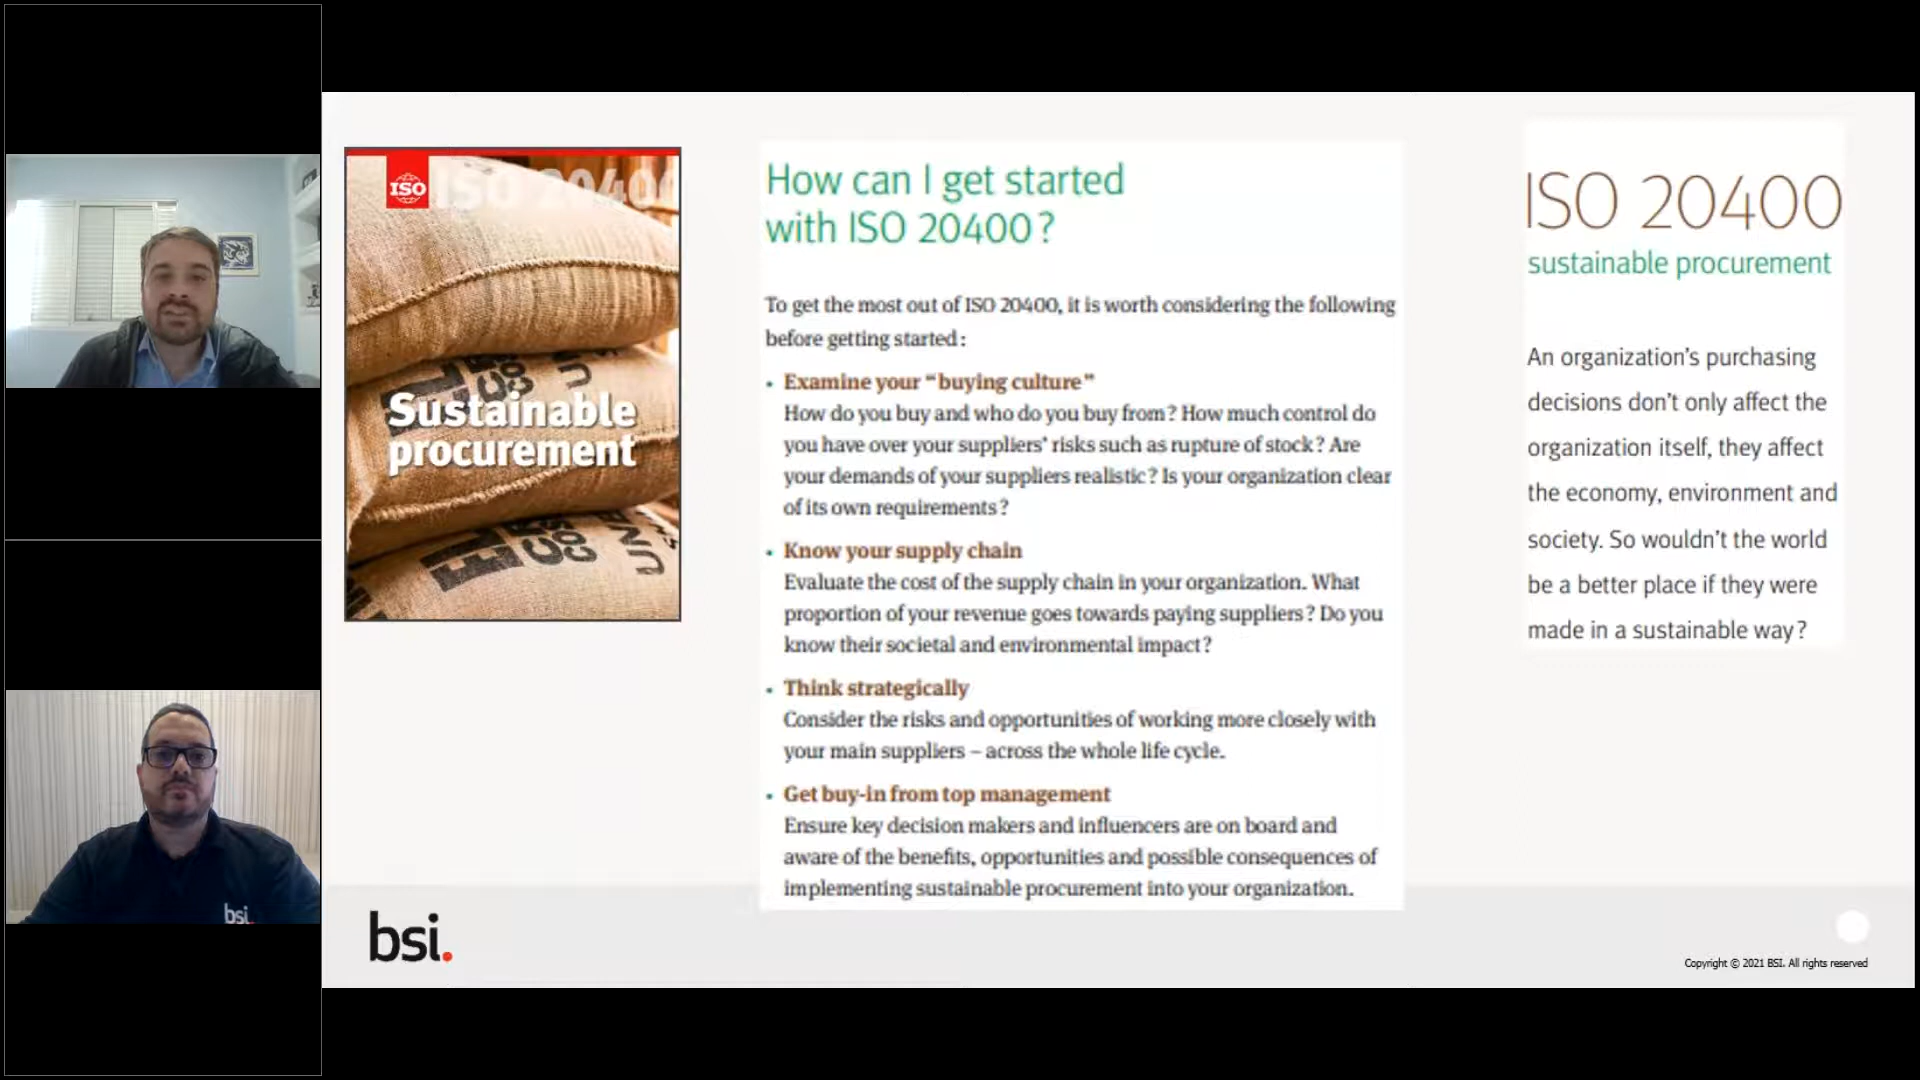 ISO
ISO 20400
Sustainable
procurement
How can I get started
with ISO 20400?
To get the most out of ISO 20400, it is worth considering the following
before getting started:
• Examine your “buying culture”
How do you buy and who do you buy from? How much control do
you have over your suppliers’ risks such as rupture of stock? Are
your demands of your suppliers realistic? Is your organization clear
of its own requirements?
• Know your supply chain
Evaluate the cost of the supply chain in your organization. What
proportion of your revenue goes towards paying suppliers? Do you
know their societal and environmental impact?
• Think strategically
Consider the risks and opportunities of working more closely with
your main suppliers – across the whole life cycle.
• Get buy-in from top management
Ensure key decision makers and influencers are on board and
aware of the benefits, opportunities and possible consequences of
implementing sustainable procurement into your organization.
ISO 20400
sustainable procurement
An organization’s purchasing
decisions don’t only affect the
organization itself, they affect
the economy, environment and
society. So wouldn’t the world
be a better place if they were
made in a sustainable way?
bsi.
bsi.
Copyright © 2021 BSI. All rights reserved